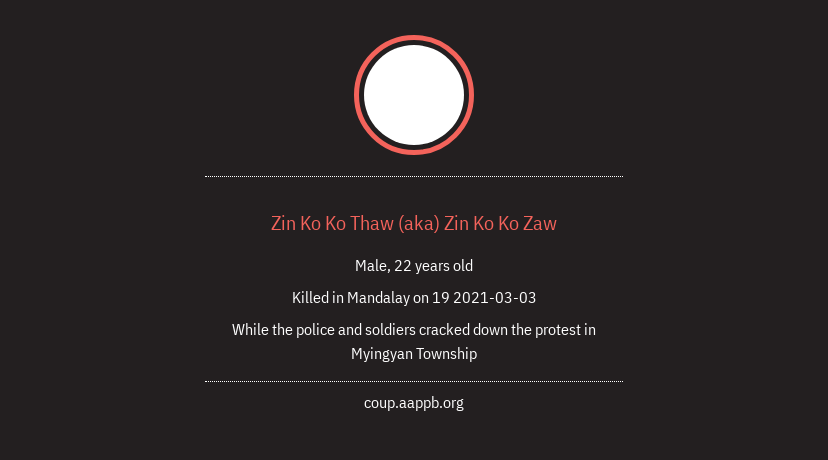 Zin Ko Ko Thaw (aka) Zin Ko Ko Zaw
Male, 22 years old
Killed in Mandalay on 19 2021-03-03
While the police and soldiers cracked down the protest in
Myingyan Township
coup.aappb.org